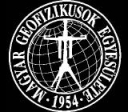 MAGYAR GEOFIZIKUSOK EGYESÜLETE
· 1954 ·